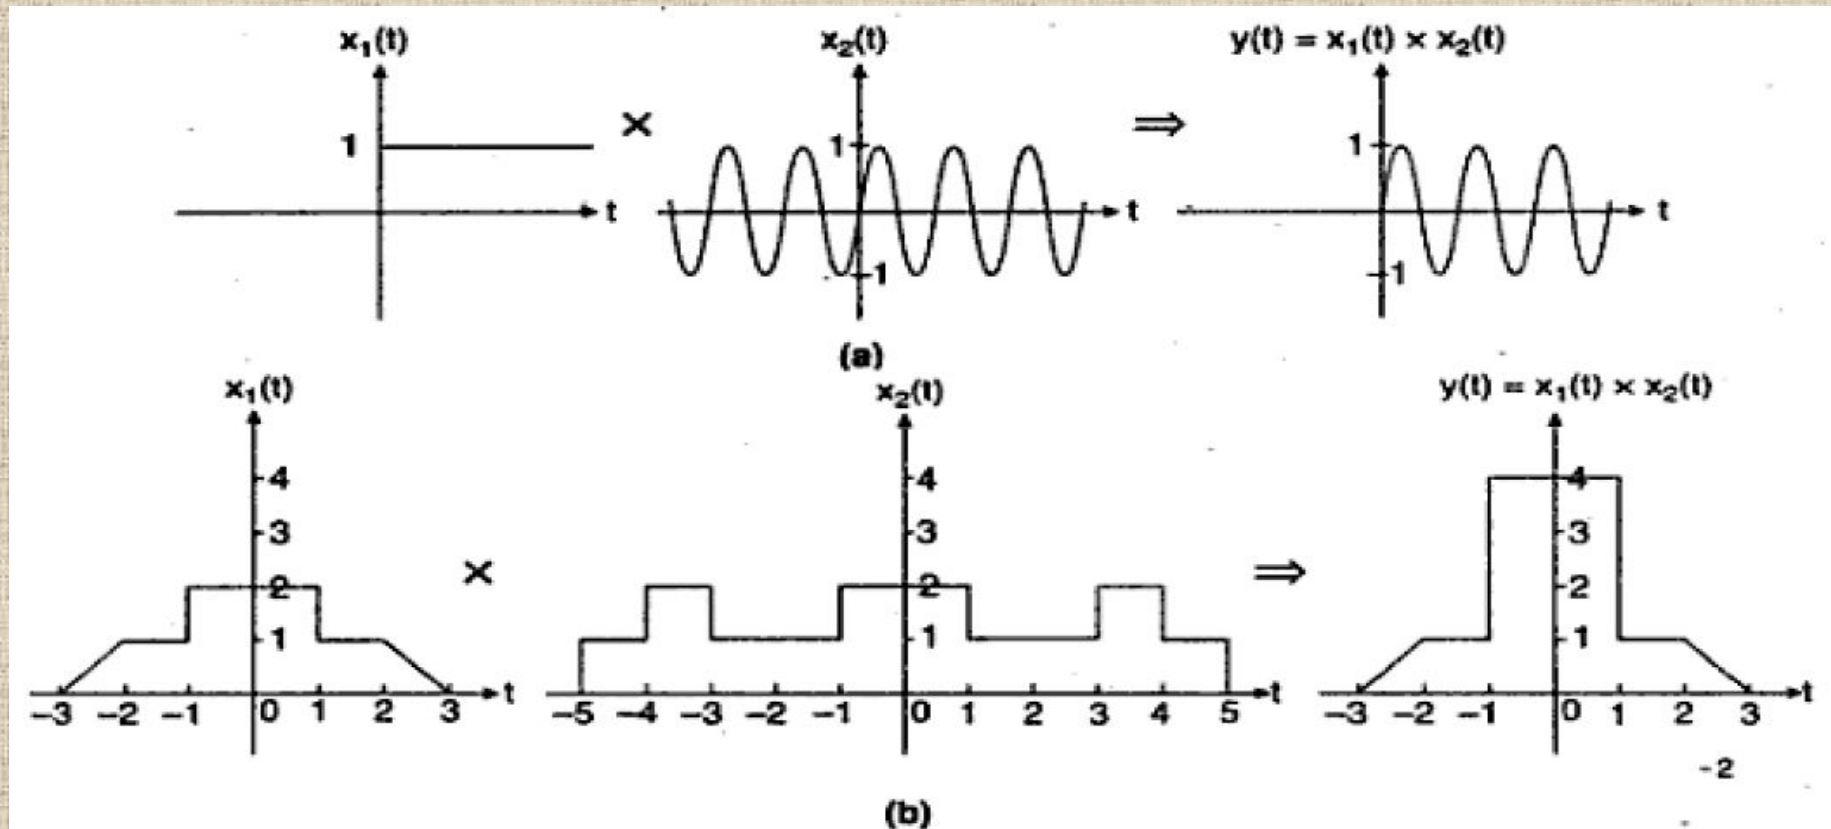 x₁(t) x₂(t) y(t) = x₁(t) × x₂(t)
1 × 1 ⇒ 1
t t t
-1 -1
(a)
x₁(t) x₂(t) y(t) = x₁(t) × x₂(t)
4 4 4
3 3 3
2 × 2 ⇒ 2
1 1 1
t t t
-3 -2 -1 0 1 2 3 -5 -4 -3 -2 -1 0 1 2 3 4 5 -3 -2 -1 0 1 2 3
-2
(b)